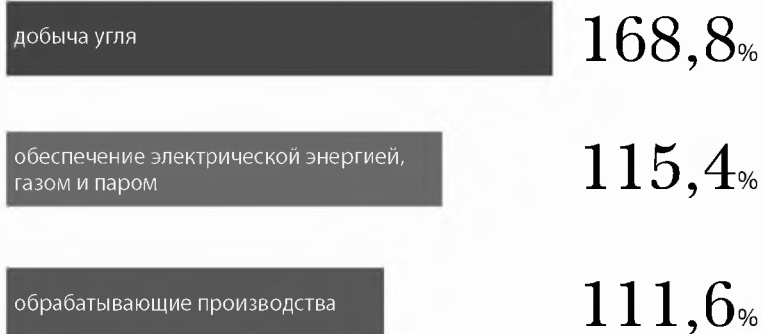 добыча угля 168,8%
обеспечение электрической энергией,
газом и паром 115,4%
обрабатывающие производства 111,6%